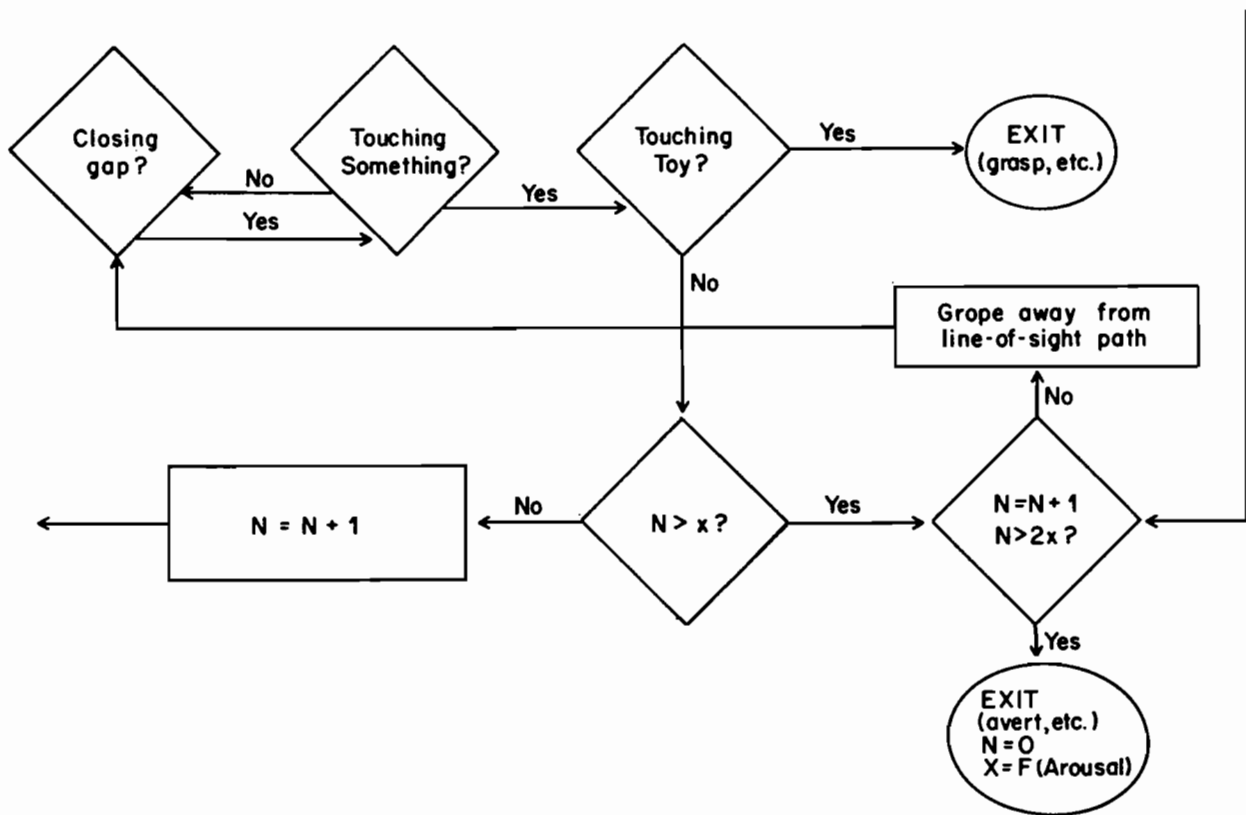 Closing
gap?
No
Yes
Touching
Something?
Yes
Touching
Toy?
Yes
EXIT
(grasp, etc.)
No
Grope away from
line-of-sight path
No
N = N + 1
No
N > x ?
Yes
N=N+1
N>2x?
Yes
EXIT
(avert, etc.)
N=0
X=F(Arousal)